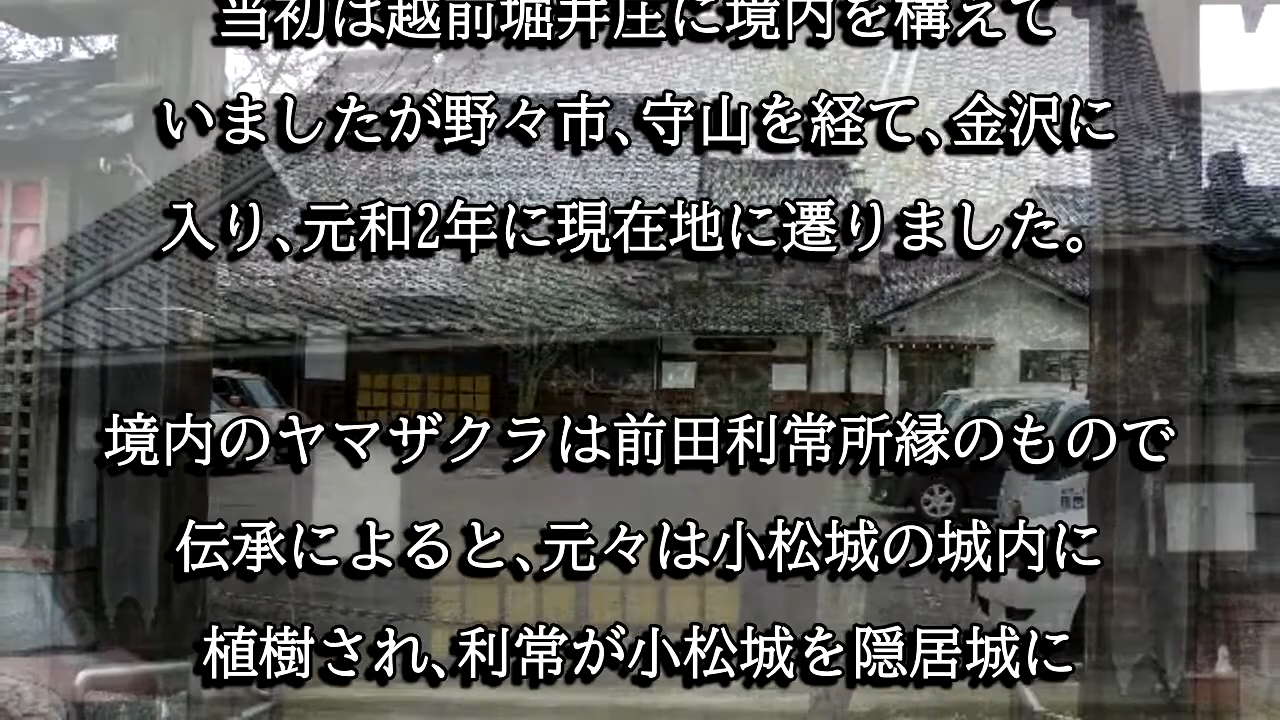 当初は越前堀井庄に境内を構えて
いましたが野々市、守山を経て、金沢に
入り、元和2年に現在地に遷りました。
境内のヤマザクラは前田利常所縁のもので
伝承によると、元々は小松城の城内に
植樹され、利常が小松城を隠居城に